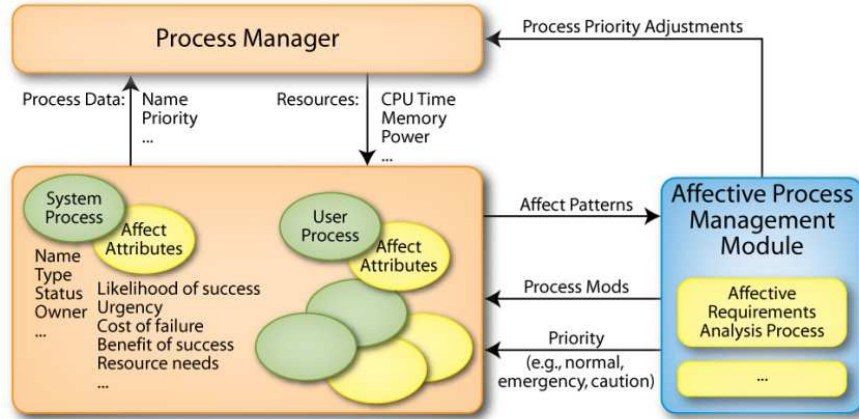 Process Manager
Process Priority Adjustments
Process Data:
Name
Priority
...
Resources:
CPU Time
Memory
Power
...
System
Process
Affect
Attributes
Name
Type
Status
Owner
...
Likelihood of success
Urgency
Cost of failure
Benefit of success
Resource needs
...
User
Process
Affect
Attributes
Affect Patterns
Process Mods
Priority
(e.g., normal,
emergency, caution)
Affective Process
Management
Module
Affective
Requirements
Analysis Process
...